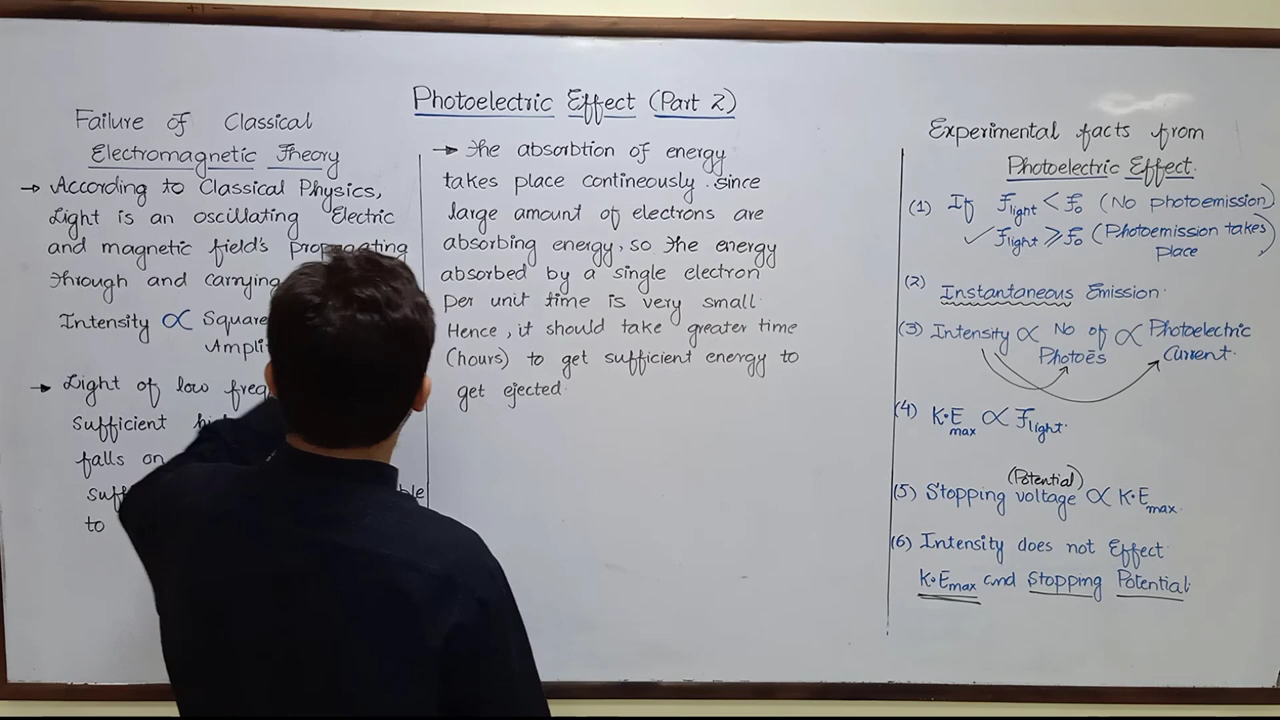 Photoelectric Effect (Part 2)
Failure of Classical
Electromagnetic Theory
→ According to Classical Physics,
Light is an oscillating Electric
and magnetic field's propagating
through and carrying
Intensity ∝ Square
→ Light of low
Sufficient
falls on
to
→ The absorbtion of energy
takes place contineously. since
large amount of electrons are
absorbing energy, so the energy
absorbed by a single electron
per unit time is very small.
Hence, it should take greater time
(hours) to get sufficient energy to
get ejected.
Experimental facts from
Photoelectric Effect.
(1) If flight < fo (No photoemission)
✓ flight ⩾ fo (Photoemission takes
Place)
(2) Instantaneous Emission.
(3) Intensity ∝ No of ∝ Photoelectric
Photoēs Current.
(4) K.Emax ∝ flight.
(Potential)
(5) Stopping voltage ∝ K.Emax.
(6) Intensity does not Effect
K.Emax and Stopping Potential.